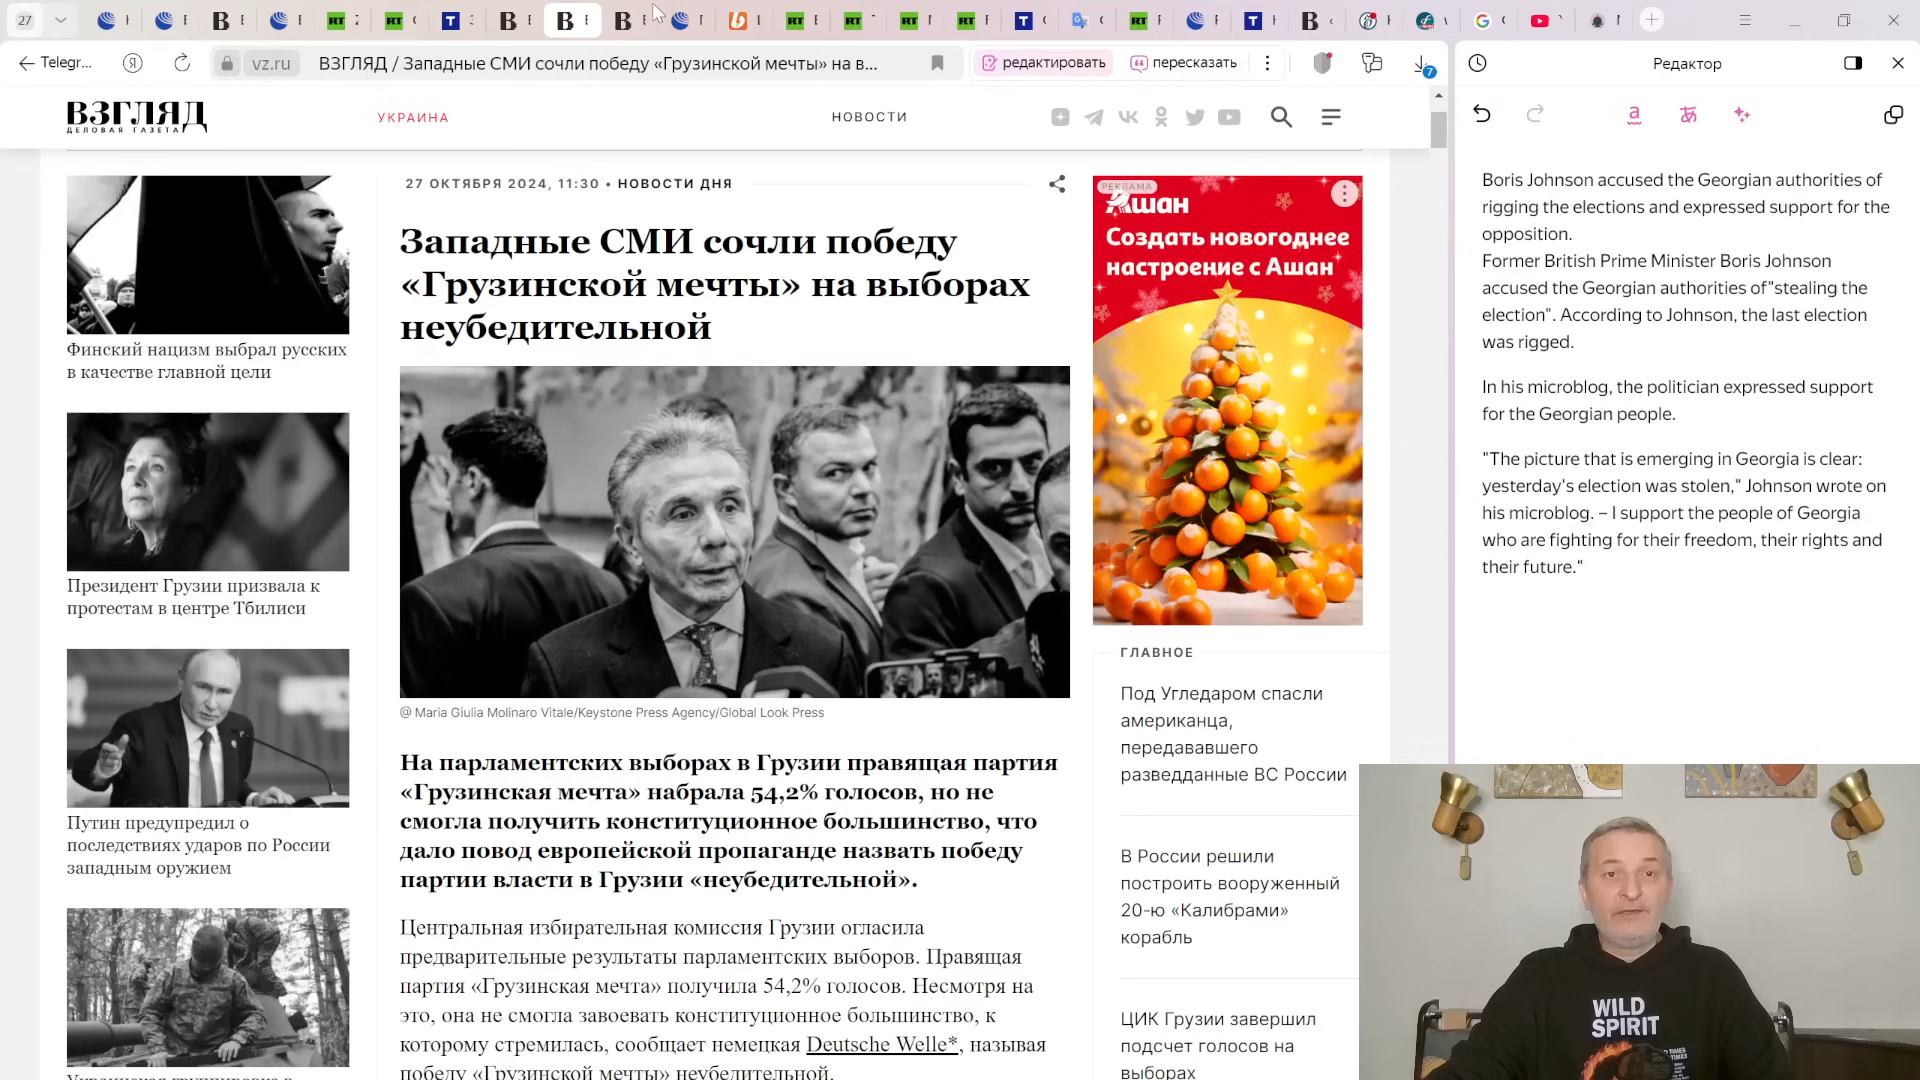 27
Telegr...
vz.ru
ВЗГЛЯД / Западные СМИ сочли победу «Грузинской мечты» на в...
редактировать
пересказать
7
Редактор
ВЗГЛЯД
ДЕЛОВАЯ ГАЗЕТА
УКРАИНА
НОВОСТИ
Финский нацизм выбрал русских
в качестве главной цели
Президент Грузии призвала к
протестам в центре Тбилиси
Путин предупредил о
последствиях ударов по России
западным оружием
27 ОКТЯБРЯ 2024, 11:30 • НОВОСТИ ДНЯ
Западные СМИ сочли победу
«Грузинской мечты» на выборах
неубедительной
@ Maria Giulia Molinaro Vitale/Keystone Press Agency/Global Look Press
На парламентских выборах в Грузии правящая партия
«Грузинская мечта» набрала 54,2% голосов, но не
смогла получить конституционное большинство, что
дало повод европейской пропаганде назвать победу
партии власти в Грузии «неубедительной».
Центральная избирательная комиссия Грузии огласила
предварительные результаты парламентских выборов. Правящая
партия «Грузинская мечта» получила 54,2% голосов. Несмотря на
это, она не смогла завоевать конституционное большинство, к
которому стремилась, сообщает немецкая Deutsche Welle*, называя
победу «Грузинской мечты» неубедительной.
РЕКЛАМА
Ашан
Создать новогоднее
настроение с Ашан
ГЛАВНОЕ
Под Угледаром спасли
американца,
передававшего
разведданные ВС России
В России решили
построить вооруженный
20-ю «Калибрами»
корабль
ЦИК Грузии завершил
подсчет голосов на
выборах
Boris Johnson accused the Georgian authorities of
rigging the elections and expressed support for the
opposition.
Former British Prime Minister Boris Johnson
accused the Georgian authorities of"stealing the
election". According to Johnson, the last election
was rigged.
In his microblog, the politician expressed support
for the Georgian people.
"The picture that is emerging in Georgia is clear:
yesterday's election was stolen," Johnson wrote on
his microblog. – I support the people of Georgia
who are fighting for their freedom, their rights and
their future."
WILD
SPIRIT